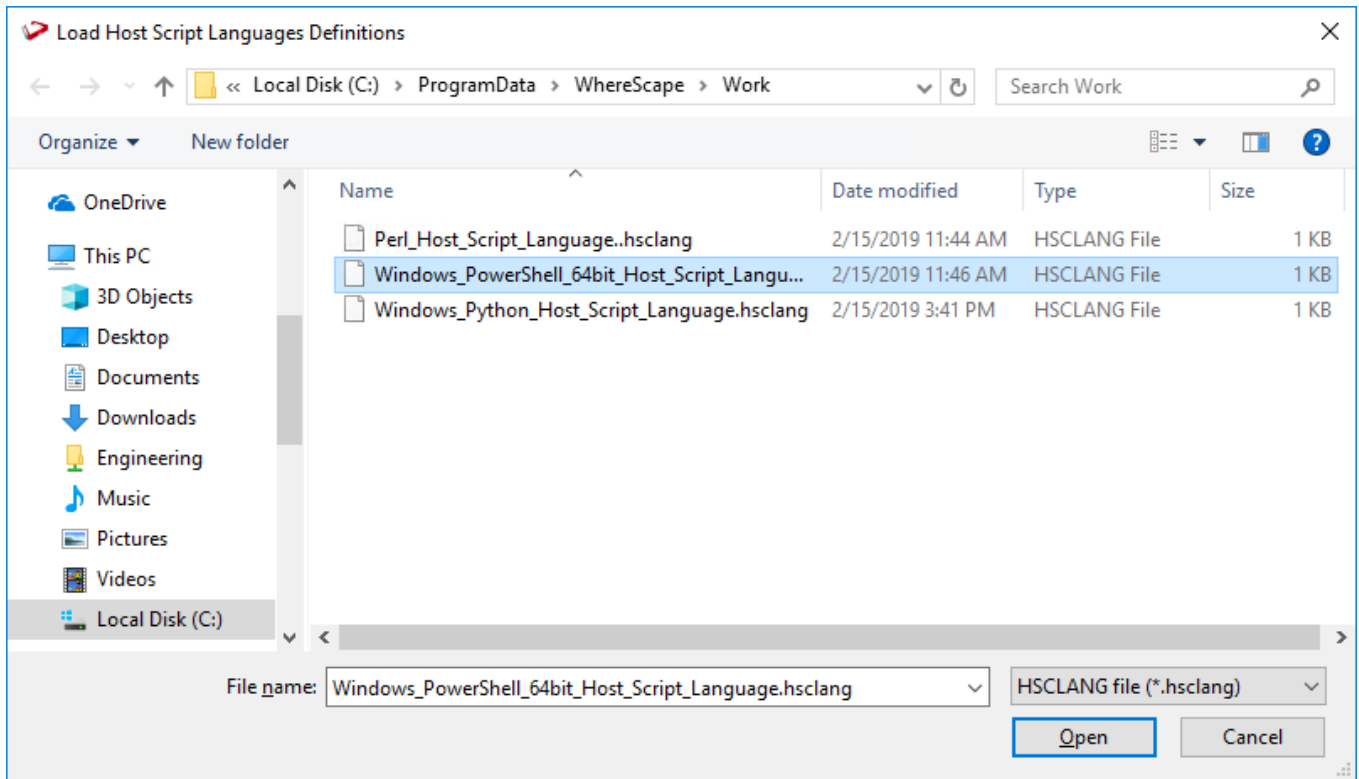 Load Host Script Languages Definitions
« Local Disk (C:) > ProgramData > WhereScape > Work
Search Work
Organize
New folder
?
Name
Date modified
Type
Size
Perl_Host_Script_Language..hsclang 2/15/2019 11:44 AM HSCLANG File 1 KB
Windows_PowerShell_64bit_Host_Script_Langu... 2/15/2019 11:46 AM HSCLANG File 1 KB
Windows_Python_Host_Script_Language.hsclang 2/15/2019 3:41 PM HSCLANG File 1 KB
OneDrive
This PC
3D Objects
Desktop
Documents
Downloads
Engineering
Music
Pictures
Videos
Local Disk (C:)
File name: Windows_PowerShell_64bit_Host_Script_Language.hsclang
HSCLANG file (*.hsclang)
Open
Cancel